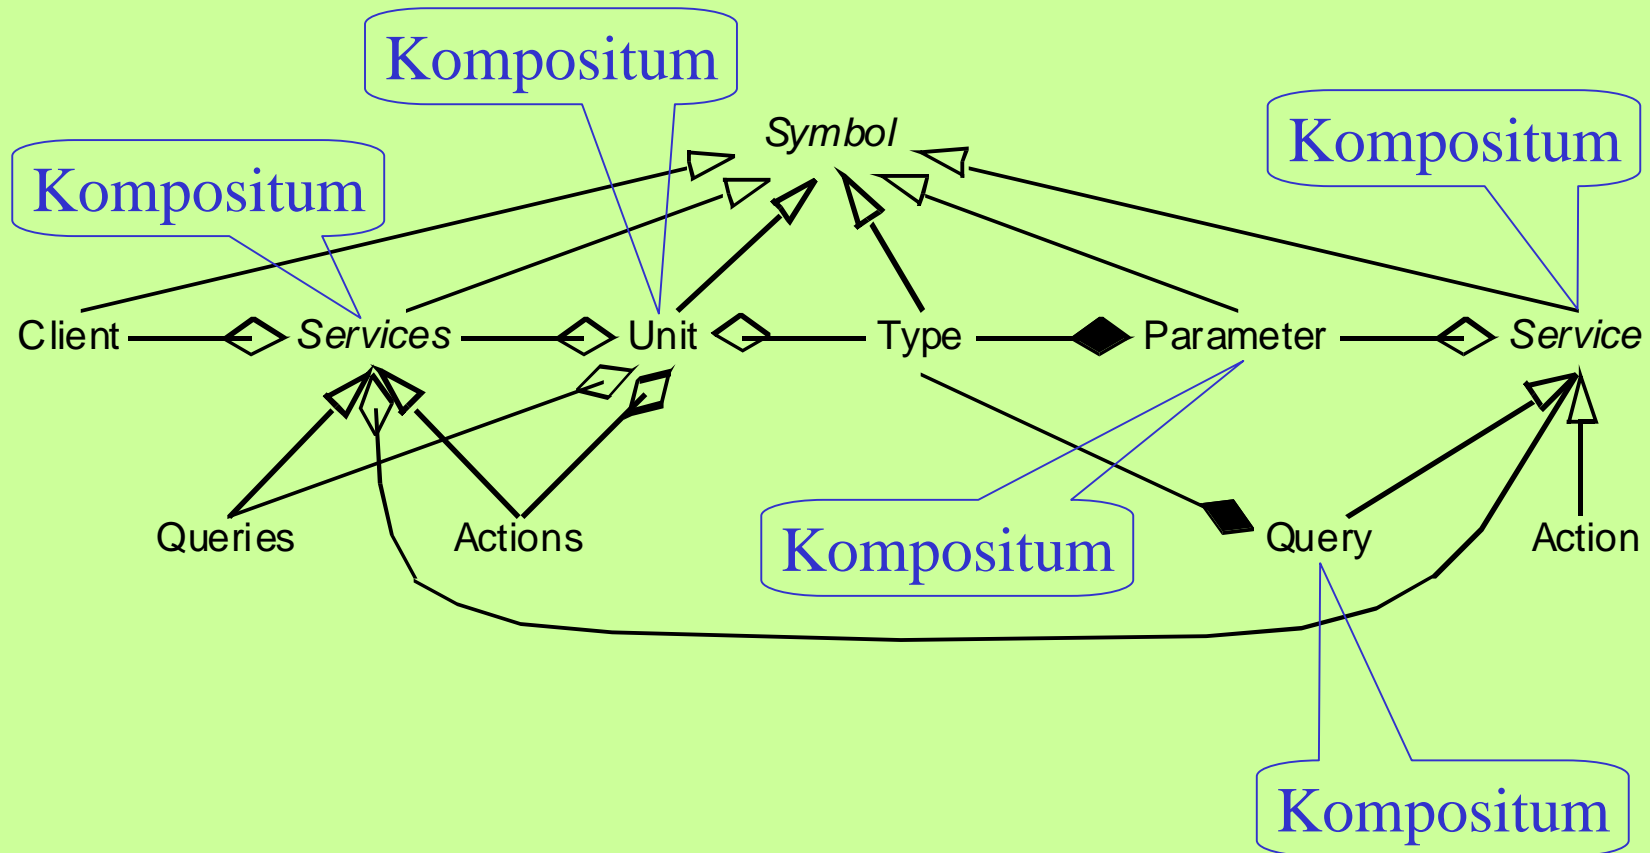 Kompositum
Symbol
Kompositum
Kompositum
Client
Services
Unit
Type
Parameter
Service
Queries
Actions
Kompositum
Query
Action
Kompositum